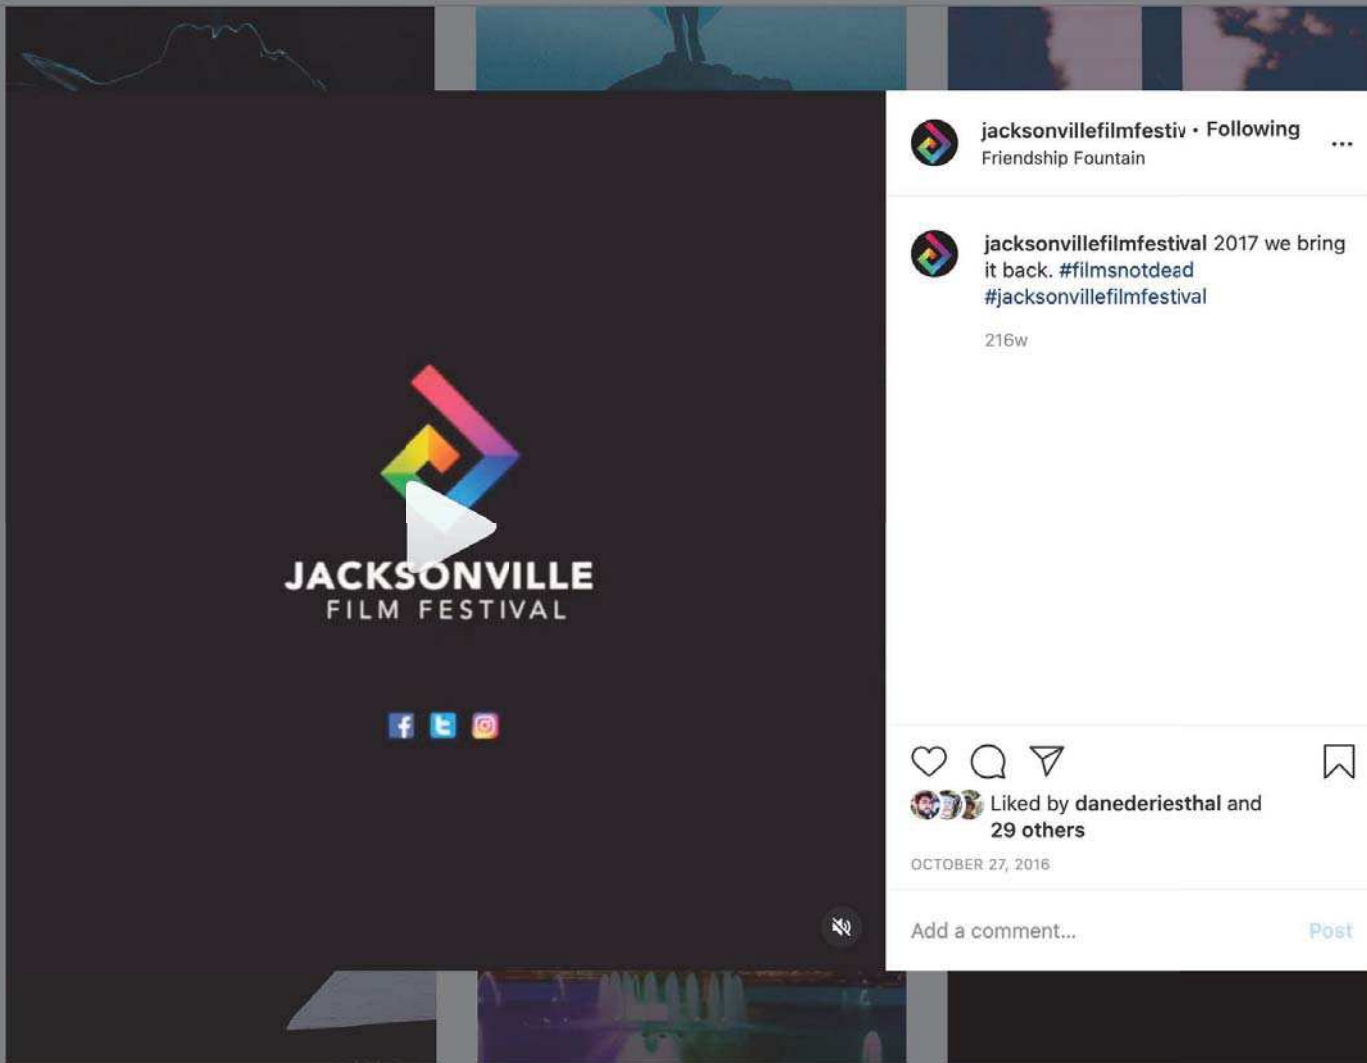 JACKSONVILLE
FILM FESTIVAL
jacksonvillefilmfestiv • Following
Friendship Fountain
jacksonvillefilmfestival 2017 we bring
it back. #filmsnotdead
#jacksonvillefilmfestival
216w
Liked by danederiesthal and
29 others
OCTOBER 27, 2016
Add a comment... Post